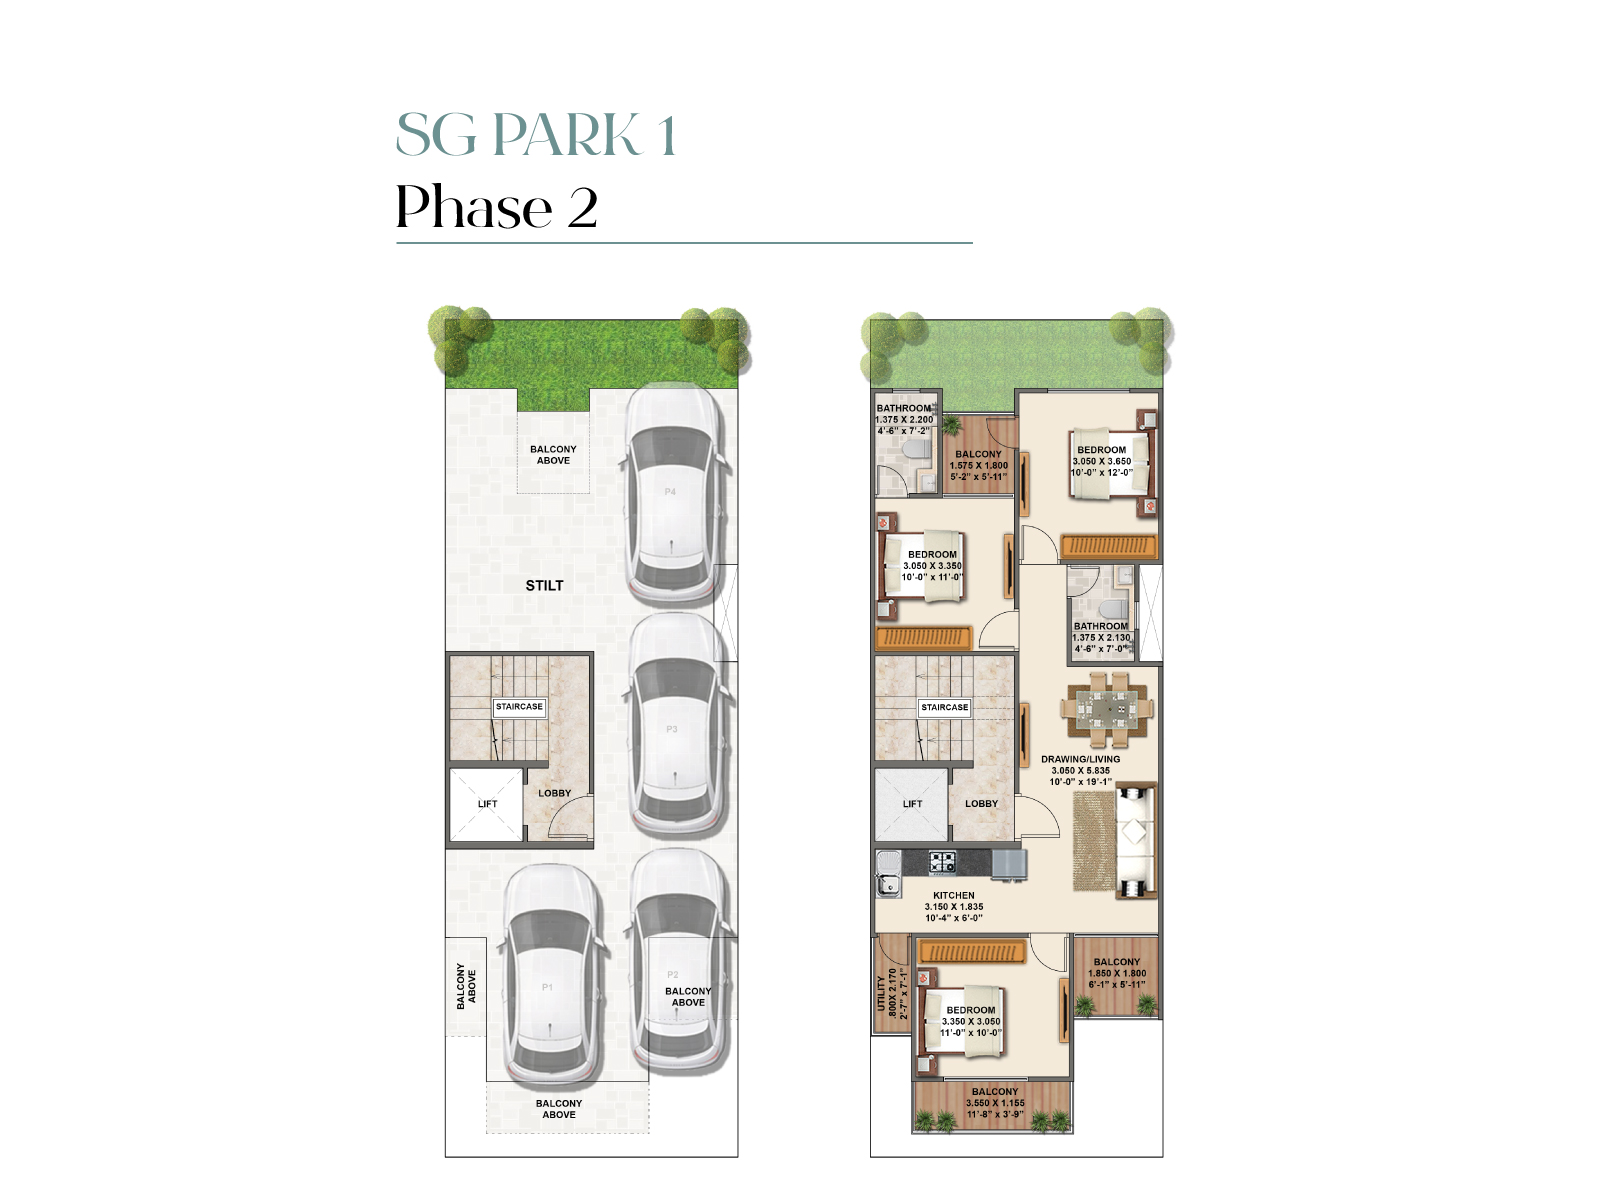 SG PARK 1
Phase 2
BALCONY
ABOVE
P4
STILT
STAIRCASE
P3
LIFT
LOBBY
P1
P2
BALCONY
ABOVE
BALCONY
ABOVE
BALCONY
ABOVE
BATHROOM
1.375 X 2.200
4'-6" x 7'-2"
BALCONY
1.575 X 1.800
5'-2" x 5'-11"
BEDROOM
3.050 X 3.650
10'-0" x 12'-0"
BEDROOM
3.050 X 3.350
10'-0" x 11'-0"
BATHROOM
1.375 X 2.130
4'-6" x 7'-0"
STAIRCASE
DRAWING/LIVING
3.050 X 5.835
10'-0" x 19'-1"
LIFT
LOBBY
KITCHEN
3.150 X 1.835
10'-4" x 6'-0"
UTILITY
.800X 2.170
2'-7" x 7'-1"
BALCONY
1.850 X 1.800
6'-1" x 5'-11"
BEDROOM
3.350 X 3.050
11'-0" x 10'-0"
BALCONY
3.550 X 1.155
11'-8" x 3'-9"